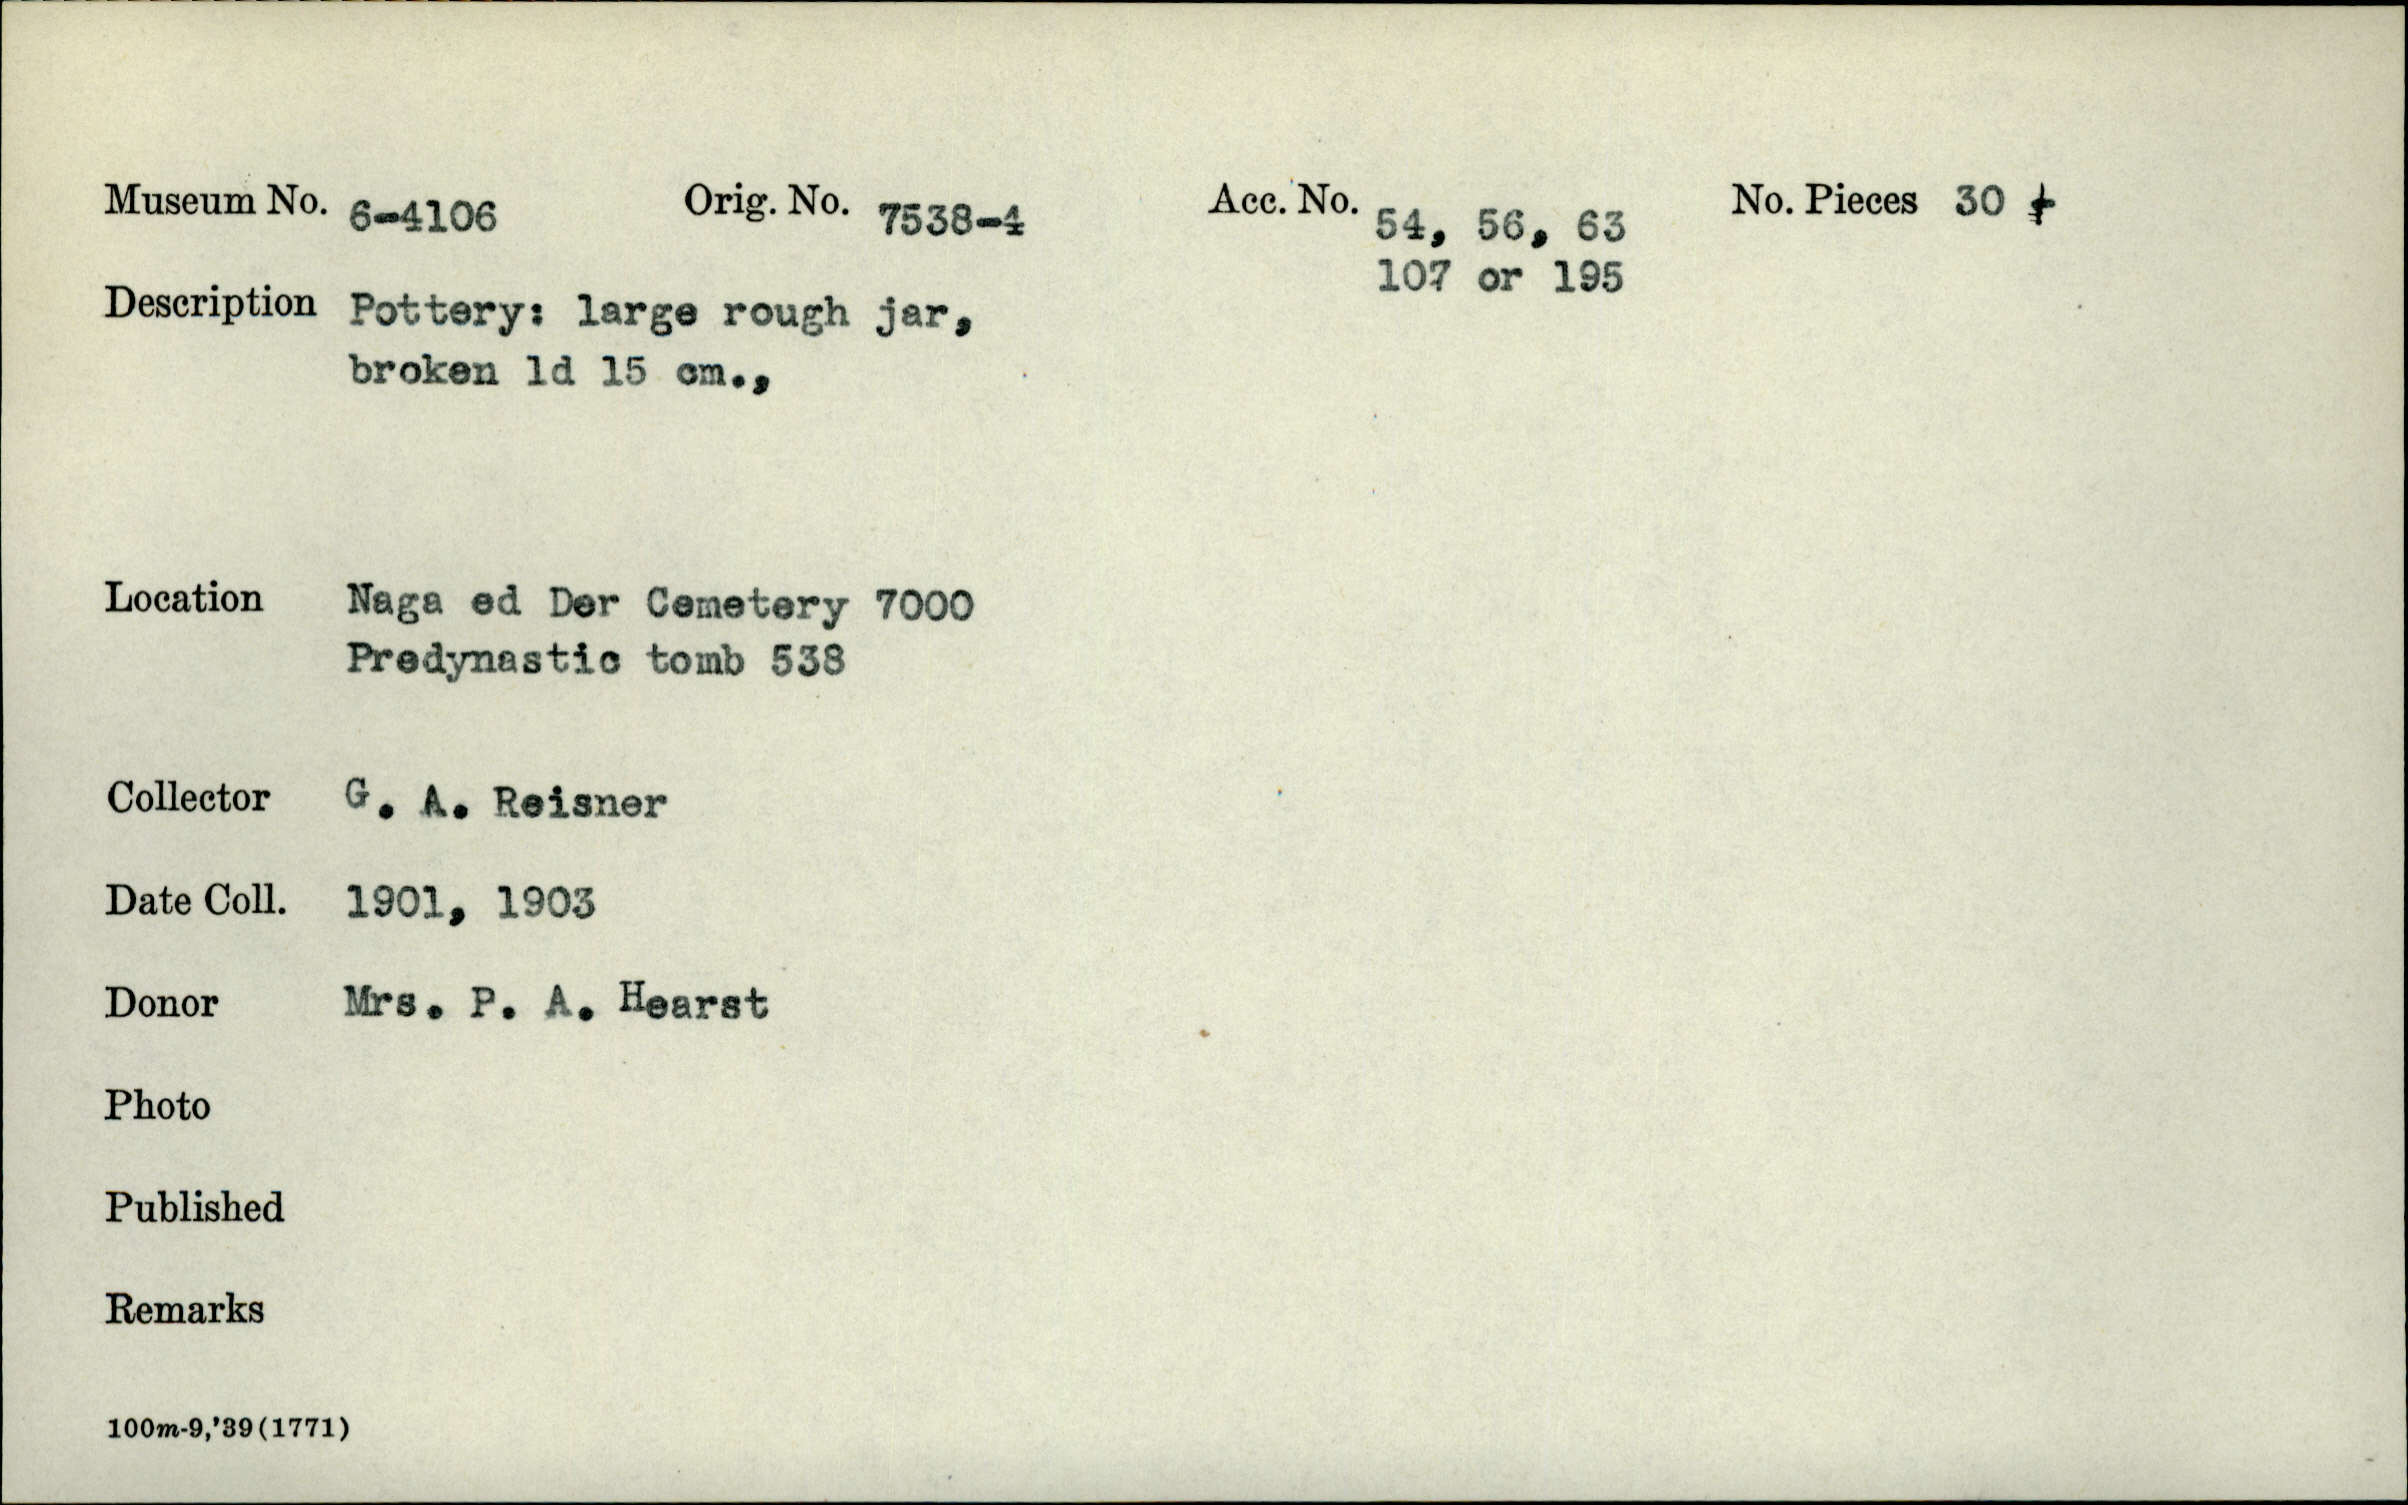 Museum No. 6-4106 Orig. No. 7538-4 Acc. No. 54, 56, 63 No. Pieces 30 +
107 or 195
Description Pottery: large rough jar,
broken ld 15 cm.,
Location Naga ed Der Cemetery 7000
Predynastic tomb 538
Collector G. A. Reisner
Date Coll. 1901, 1903
Donor Mrs. P. A. Hearst
Photo
Published
Remarks
100m-9,'39(1771)